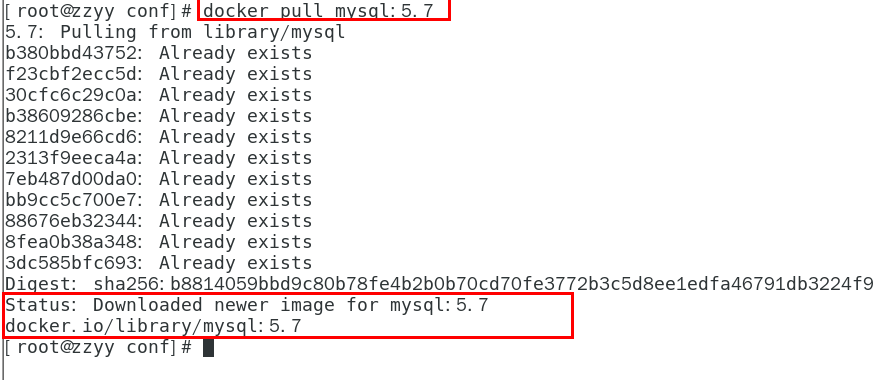 [root@zzyy conf]# docker pull mysql:5.7
5.7: Pulling from library/mysql
b380bbd43752: Already exists
f23cbf2ecc5d: Already exists
30cfc6c29c0a: Already exists
b38609286cbe: Already exists
8211d9e66cd6: Already exists
2313f9eeca4a: Already exists
7eb487d00da0: Already exists
bb9cc5c700e7: Already exists
88676eb32344: Already exists
8fea0b38a348: Already exists
3dc585bfc693: Already exists
Digest: sha256:b8814059bbd9c80b78fe4b2b0b70cd70fe3772b3c5d8ee1edfa46791db3224f9
Status: Downloaded newer image for mysql:5.7
docker.io/library/mysql:5.7
[root@zzyy conf]#